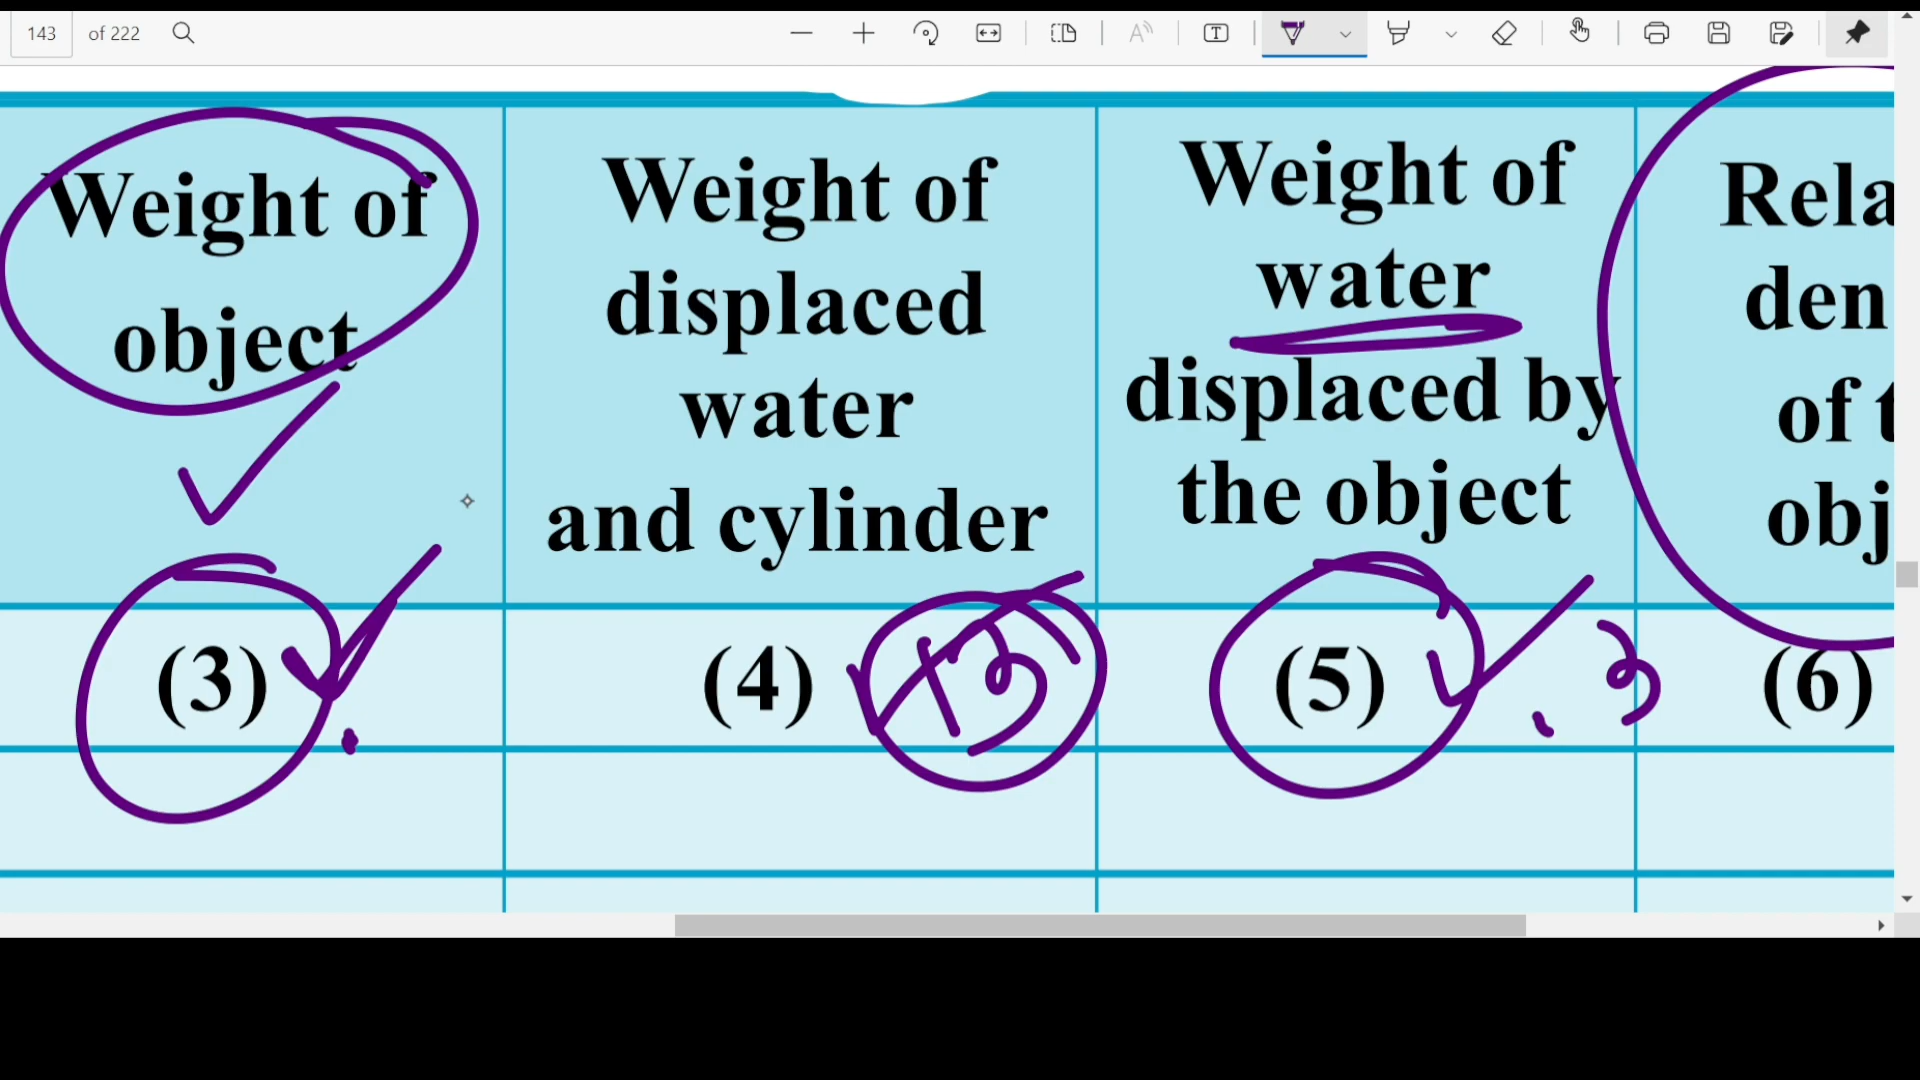 143 of 222
Weight of
object
Weight of
displaced
water
and cylinder
Weight of
water
displaced by
the object
Rela
den
of t
obj
(3)
(4)
(5)
3
(6)